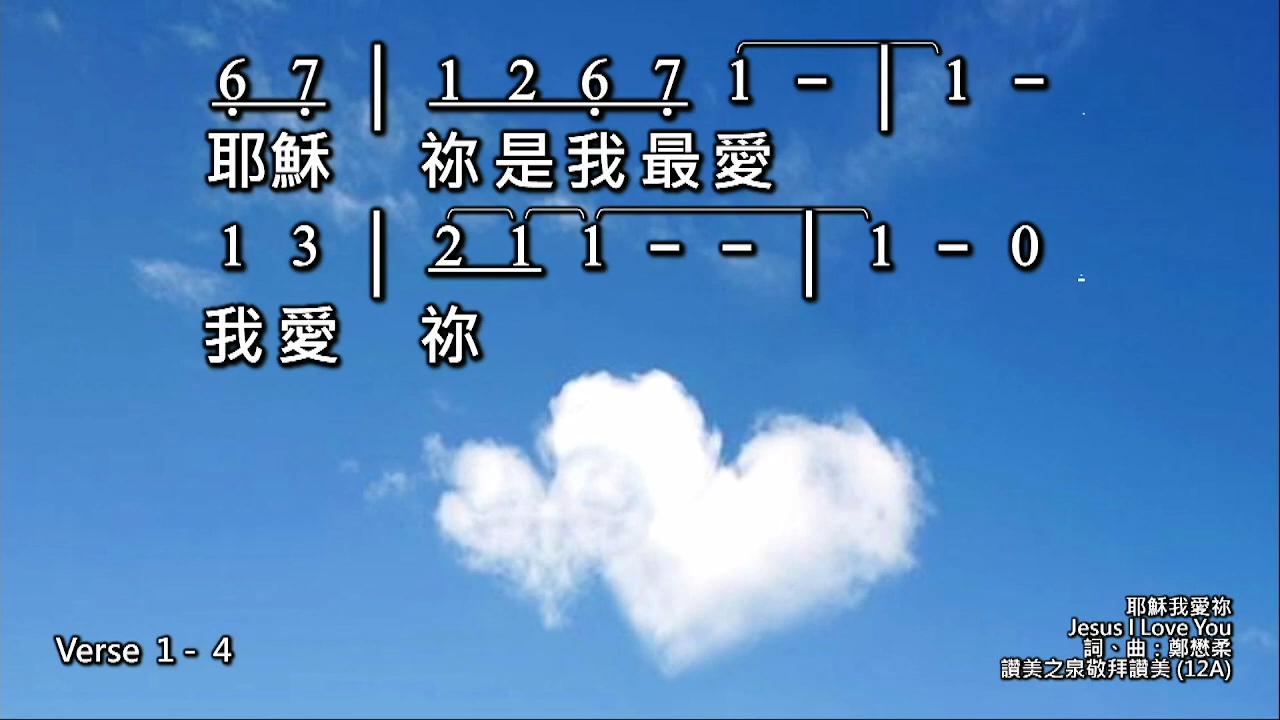 6 7 | 1 2 6 7 1 - | 1 -
耶穌 祢是我最愛
1 3 | 2 1 1 - - | 1 - 0
我愛 祢
Verse 1 - 4
耶穌我愛祢
Jesus I Love You
詞、曲：鄭懋柔
讚美之泉敬拜讚美 (12A)